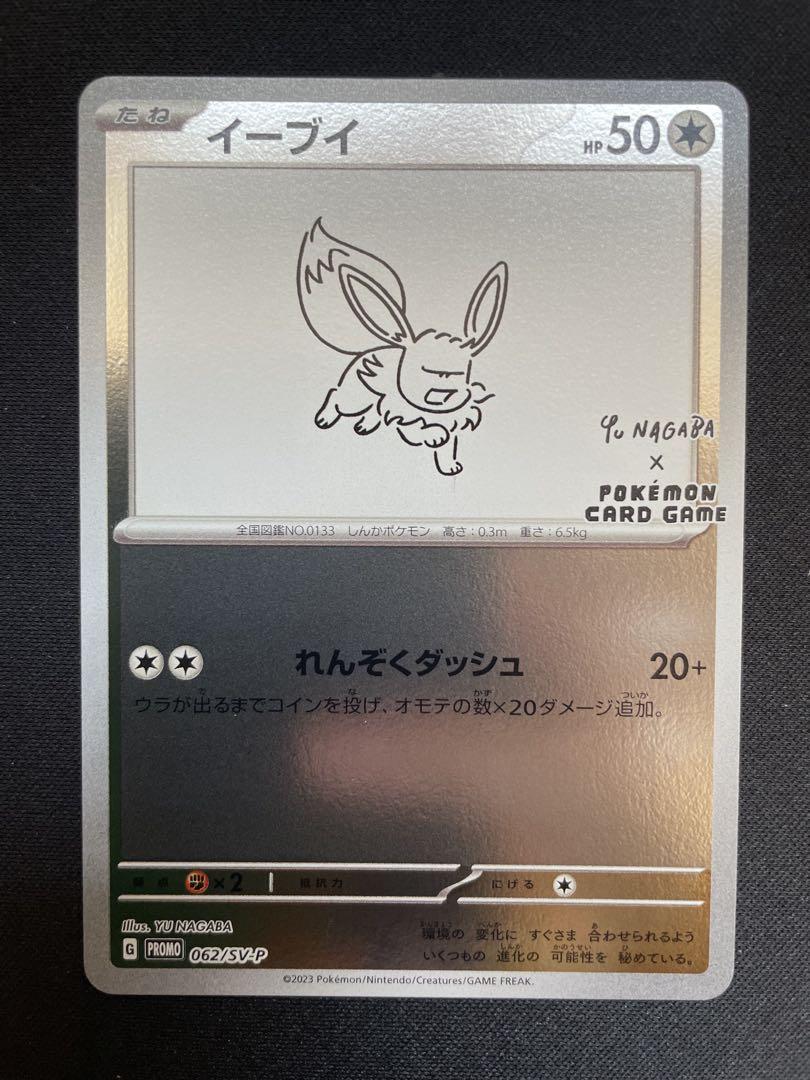 たね イーブイ HP 50
Yu NAGABA
×
POKÉMON
CARD GAME
全国図鑑NO.0133 しんかポケモン 高さ:0.3m 重さ:6.5kg
れんぞくダッシュ 20+
ウラが出るまでコインを投げ、オモテの数×20ダメージ追加。
弱点 ×2 抵抗力 にげる
Illus. YU NAGABA
G PROMO 062/SV-P
環境の 変化に すぐさま 合わせられるよう
いくつもの 進化の 可能性を 秘めている。
©2023 Pokémon/Nintendo/Creatures/GAME FREAK.